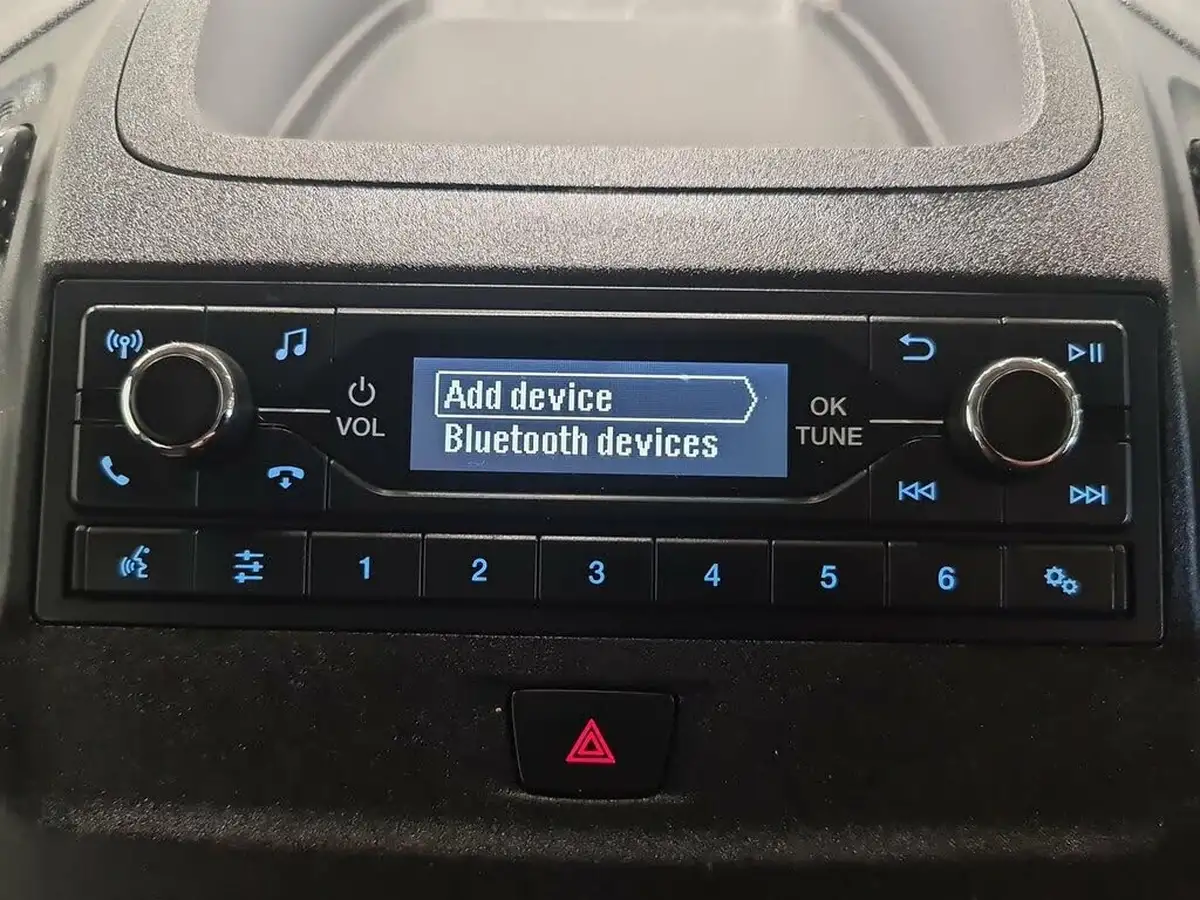 Add device
Bluetooth devices
VOL
OK
TUNE
1 2 3 4 5 6